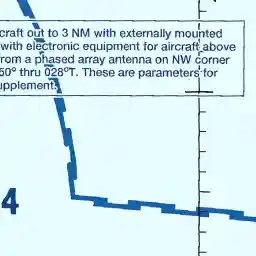 craft out to 3 NM with externally mounted
with electronic equipment for aircraft above
rom a phased array antenna on NW corner
50° thru 028°T. These are parameters for
upplement.
4